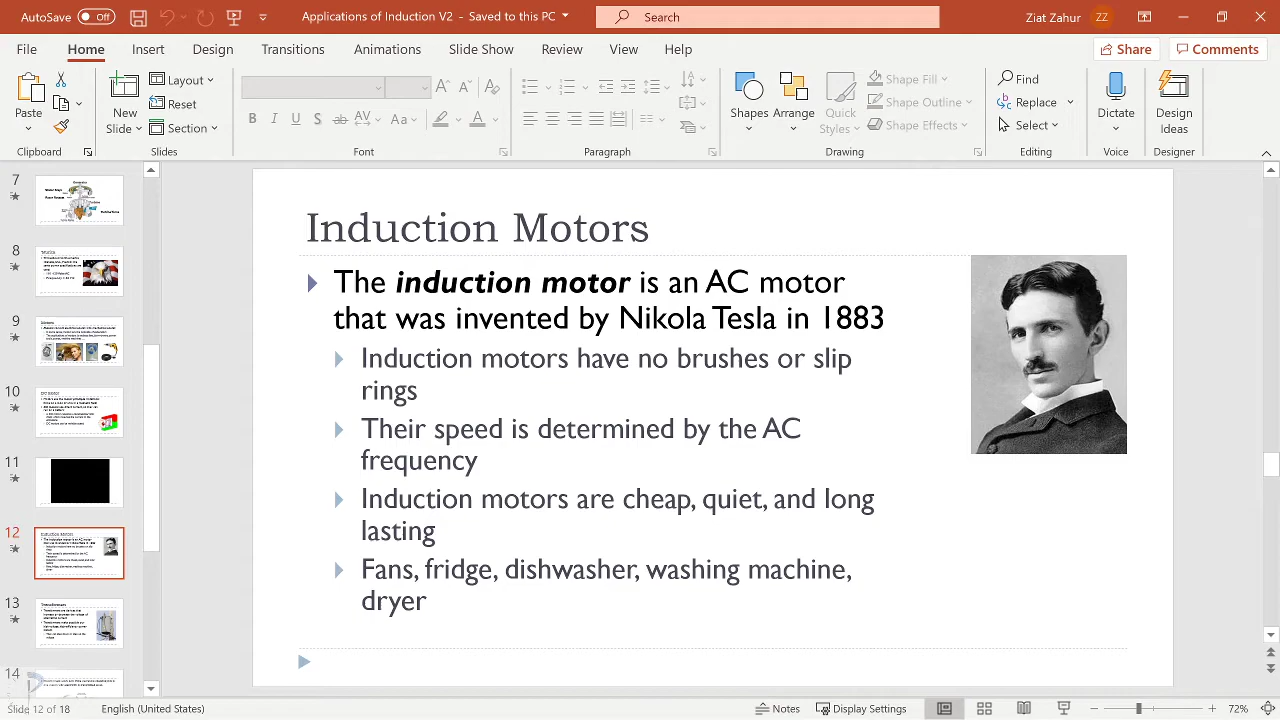 AutoSave Off Applications of Induction V2 - Saved to this PC Search Ziat Zahur ZZ
File Home Insert Design Transitions Animations Slide Show Review View Help Share Comments
Paste New Slide Layout Reset Section Shapes Arrange Quick Styles Shape Fill Shape Outline Shape Effects Find Replace Select Dictate Design Ideas
B I U S ab AV Aa A
Clipboard Slides Font Paragraph Drawing Editing Voice Designer
7
8
10
11
12
13
14
Induction Motors
The induction motor is an AC motor
that was invented by Nikola Tesla in 1883
Induction motors have no brushes or slip
rings
Their speed is determined by the AC
frequency
Induction motors are cheap, quiet, and long
lasting
Fans, fridge, dishwasher, washing machine,
dryer
Slide 12 of 18 English (United States) Notes Display Settings 72%